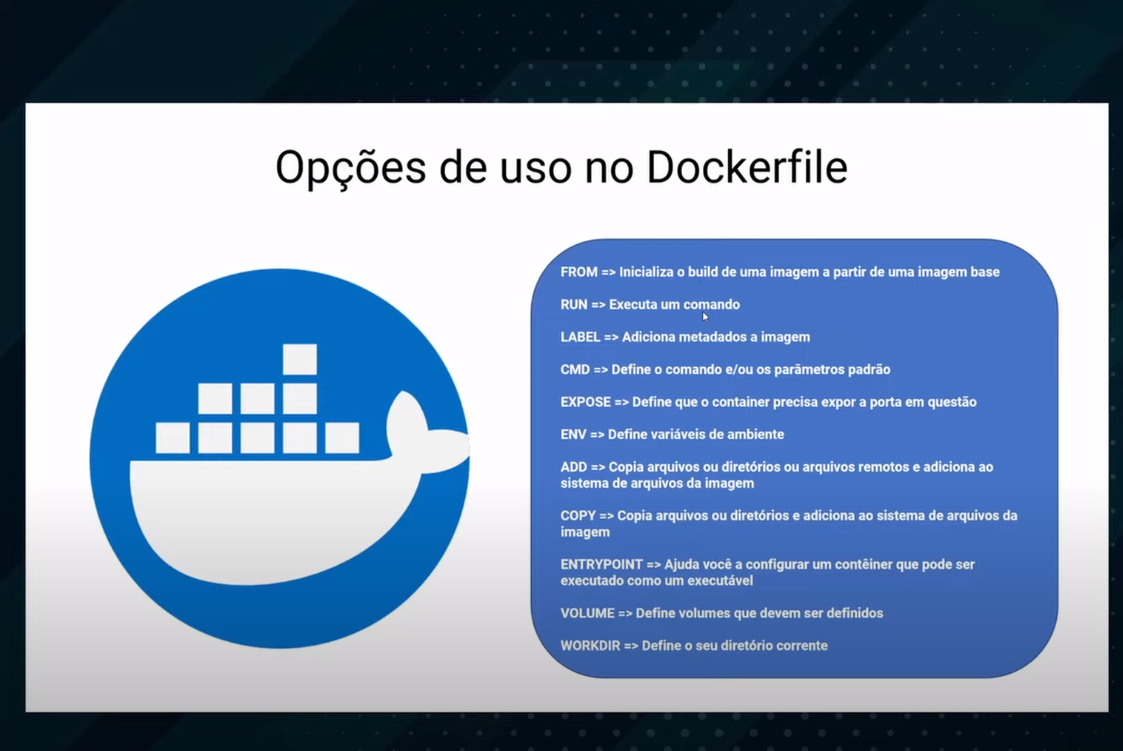 Opções de uso no Dockerfile
FROM => Inicializa o build de uma imagem a partir de uma imagem base
RUN => Executa um comando
LABEL => Adiciona metadados a imagem
CMD => Define o comando e/ou os parâmetros padrão
EXPOSE => Define que o container precisa expor a porta em questão
ENV => Define variáveis de ambiente
ADD => Copia arquivos ou diretórios ou arquivos remotos e adiciona ao
sistema de arquivos da imagem
COPY => Copia arquivos ou diretórios e adiciona ao sistema de arquivos da
imagem
ENTRYPOINT => Ajuda você a configurar um contêiner que pode ser
executado como um executável
VOLUME => Define volumes que devem ser definidos
WORKDIR => Define o seu diretório corrente